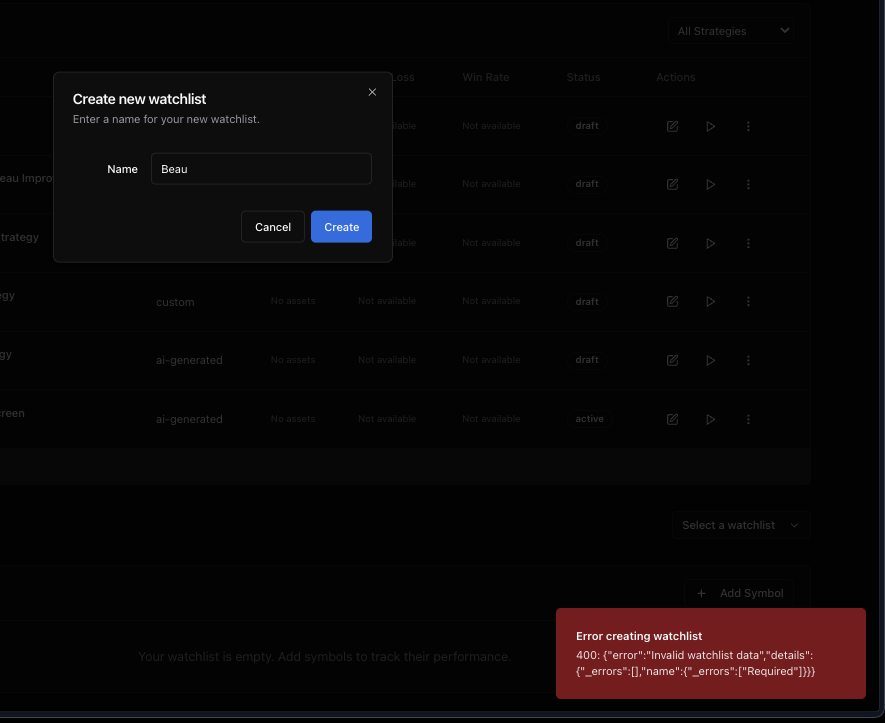 All Strategies
Loss Win Rate Status Actions
Create new watchlist
Enter a name for your new watchlist.
Name Beau
Cancel Create
ilable Not available draft
eau Impro ilable Not available draft
trategy ilable Not available draft
egy custom No assets Not available Not available draft
gy ai-generated No assets Not available Not available draft
creen ai-generated No assets Not available Not available active
Select a watchlist
+ Add Symbol
Your watchlist is empty. Add symbols to track their performance.
Error creating watchlist
400: {"error":"Invalid watchlist data","details":
{"_errors":[],"name":{"_errors":["Required"]}}}